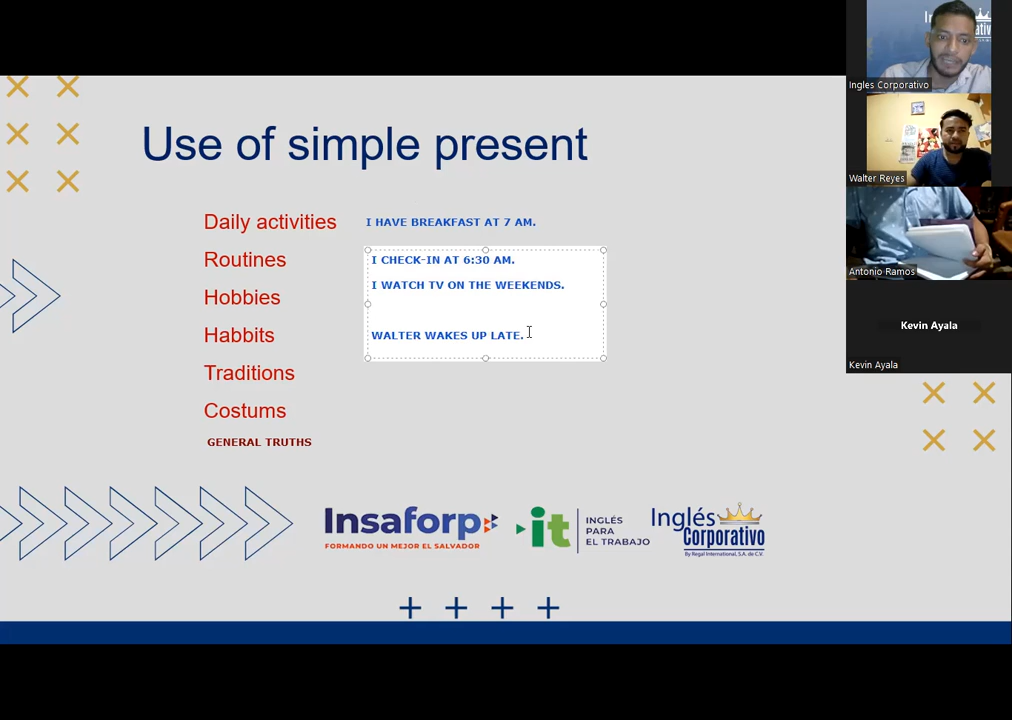 Use of simple present
Daily activities
I HAVE BREAKFAST AT 7 AM.
Routines
I CHECK-IN AT 6:30 AM.
Hobbies
I WATCH TV ON THE WEEKENDS.
Habbits
WALTER WAKES UP LATE.
Traditions
Costums
GENERAL TRUTHS
Insaforp
FORMANDO UN MEJOR EL SALVADOR
it
INGLÉS
PARA
EL TRABAJO
Inglés
Corporativo
By Regal International, S.A. de C.V.
Ingles Corporativo
Walter Reyes
Antonio Ramos
Kevin Ayala
Kevin Ayala